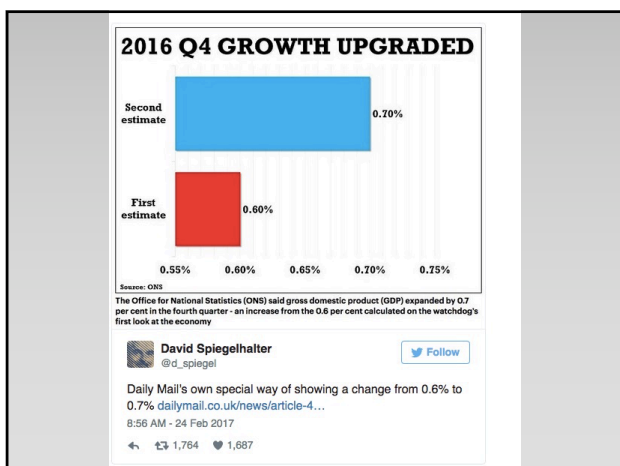 2016 Q4 GROWTH UPGRADED
Second
estimate
0.70%
First
estimate
0.60%
0.55% 0.60% 0.65% 0.70% 0.75%
Source: ONS
The Office for National Statistics (ONS) said gross domestic product (GDP) expanded by 0.7
per cent in the fourth quarter - an increase from the 0.6 per cent calculated on the watchdog's
first look at the economy
David Spiegelhalter
@d_spiegel
Follow
Daily Mail's own special way of showing a change from 0.6% to
0.7% dailymail.co.uk/news/article-4…
8:56 AM - 24 Feb 2017
1,764 1,687